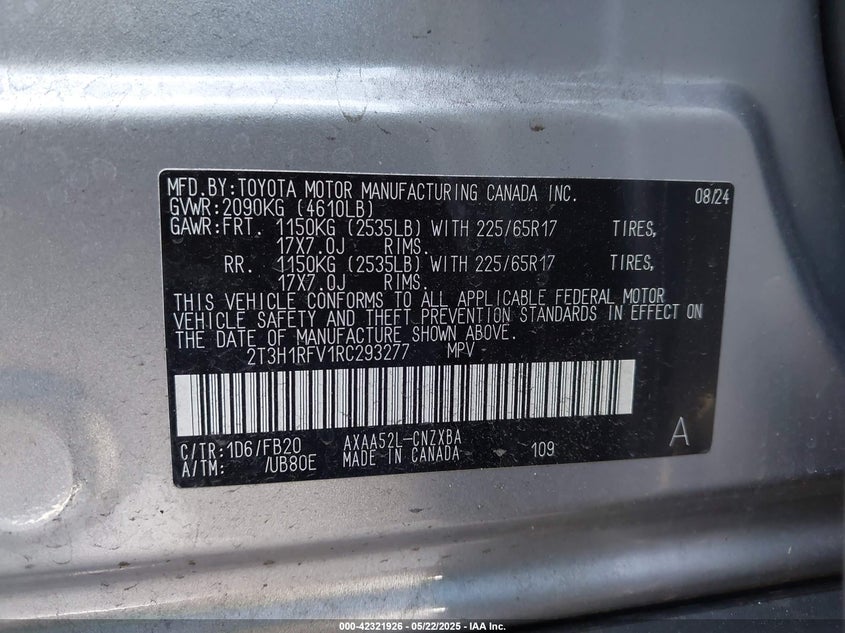 MFD.BY:TOYOTA MOTOR MANUFACTURING CANADA INC. 08/24
GVWR:2090KG (4610LB)
GAWR:FRT. 1150KG (2535LB) WITH 225/65R17 TIRES,
17X7.0J RIMS.
RR. 1150KG (2535LB) WITH 225/65R17 TIRES,
17X7.0J RIMS.
THIS VEHICLE CONFORMS TO ALL APPLICABLE FEDERAL MOTOR
VEHICLE SAFETY AND THEFT PREVENTION STANDARDS IN EFFECT ON
THE DATE OF MANUFACTURE SHOWN ABOVE.
2T3H1RFV1RC293277 MPV
C/TR:1D6/FB20 AXAA52L-CNZXBA A
A/TM: /UB80E MADE IN CANADA 109
000-42321926 - 05/22/2025 - IAA Inc.